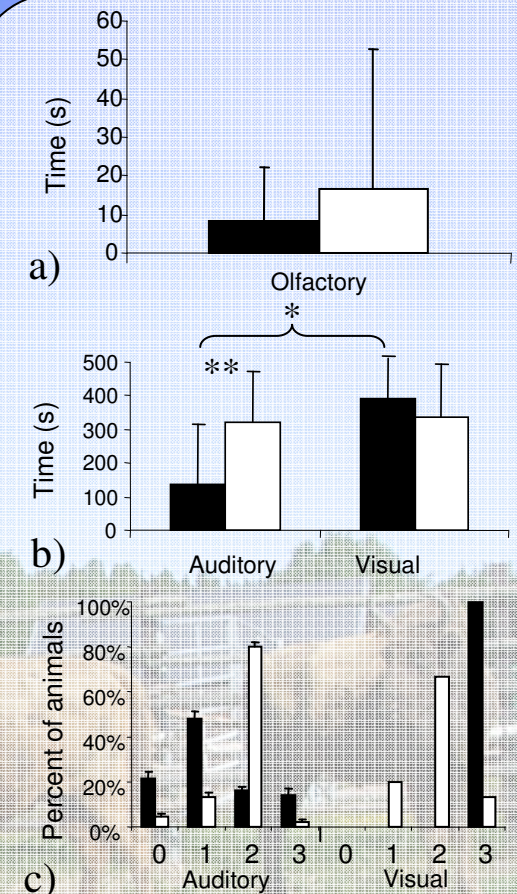 60
50
40
30
20
10
0
Time (s)
a)
Olfactory
*
**
500
400
300
200
100
0
Time (s)
b)
Auditory Visual
100%
80%
60%
40%
20%
0%
Percent of animals
0 1 2 3 0 1 2 3
c)
Auditory Visual